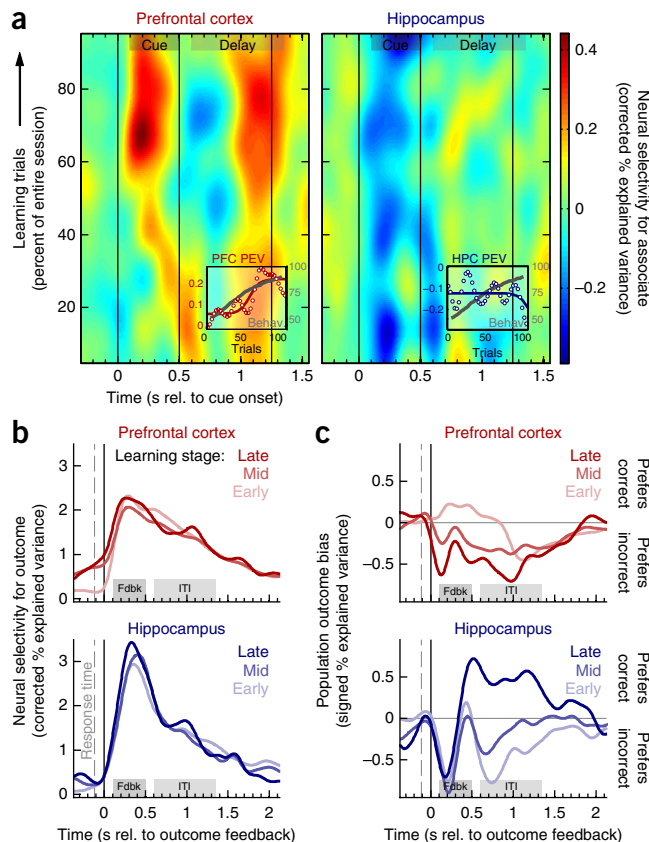 a
Prefrontal cortex
Hippocampus
Cue
Delay
Cue
Delay
Learning trials
(percent of entire session)
80
60
40
20
PFC PEV
0.2
0.1
0
100
75
50
Behav
0
50
100
Trials
HPC PEV
0
−0.1
−0.2
100
75
50
Behav
0
50
100
Trials
0
0.5
1.0
1.5
0
0.5
1.0
1.5
Time (s rel. to cue onset)
0.4
0.2
0
−0.2
Neural selectivity for associate
(corrected % explained variance)
b
Prefrontal cortex
Learning stage: Late
Mid
Early
3
2
1
0
Fdbk
ITI
Hippocampus
Late
Mid
Early
3
2
1
0
Response time
Fdbk
ITI
0
0.5
1.0
1.5
2
Neural selectivity for outcome
(corrected % explained variance)
Time (s rel. to outcome feedback)
c
Prefrontal cortex
Late
Mid
Early
0.5
0
−0.5
Fdbk
ITI
Prefers
correct
Prefers
incorrect
Hippocampus
Late
Mid
Early
0.5
0
−0.5
Fdbk
ITI
Prefers
correct
Prefers
incorrect
0
0.5
1.0
1.5
2
Population outcome bias
(signed % explained variance)
Time (s rel. to outcome feedback)